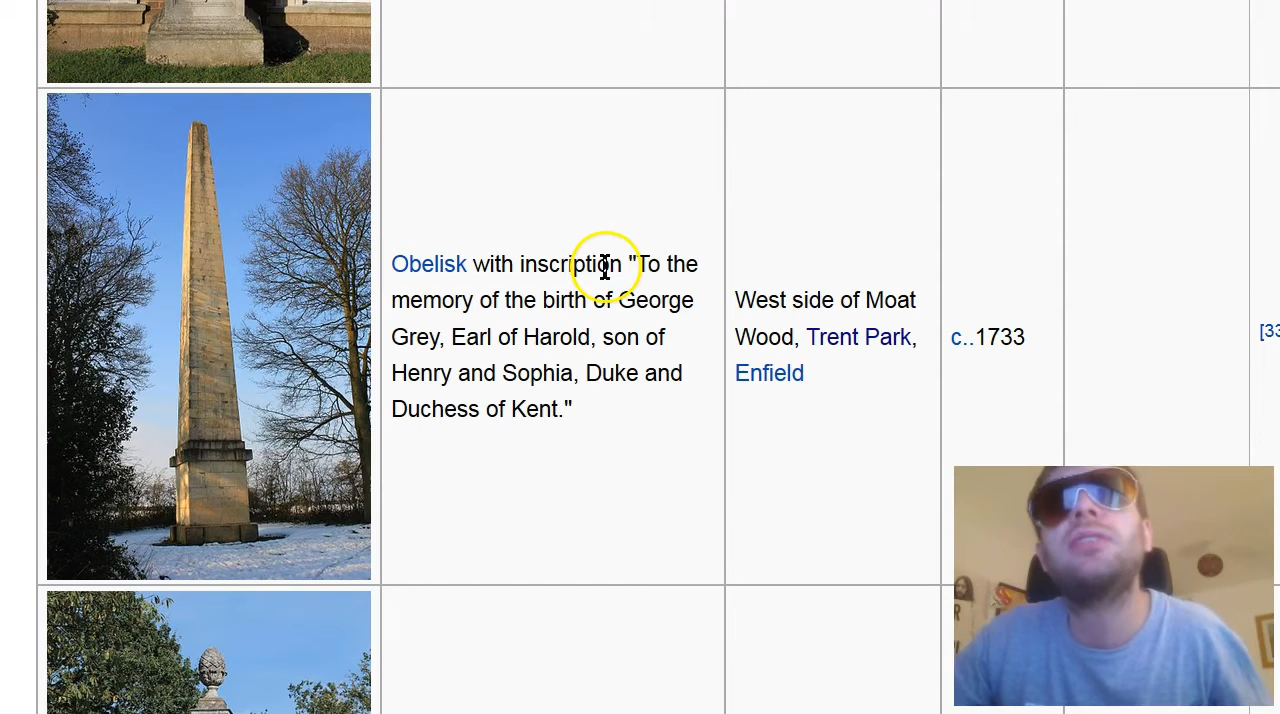 Obelisk with inscription "To the
memory of the birth of George
Grey, Earl of Harold, son of
Henry and Sophia, Duke and
Duchess of Kent."
West side of Moat
Wood, Trent Park,
Enfield
c..1733
[33